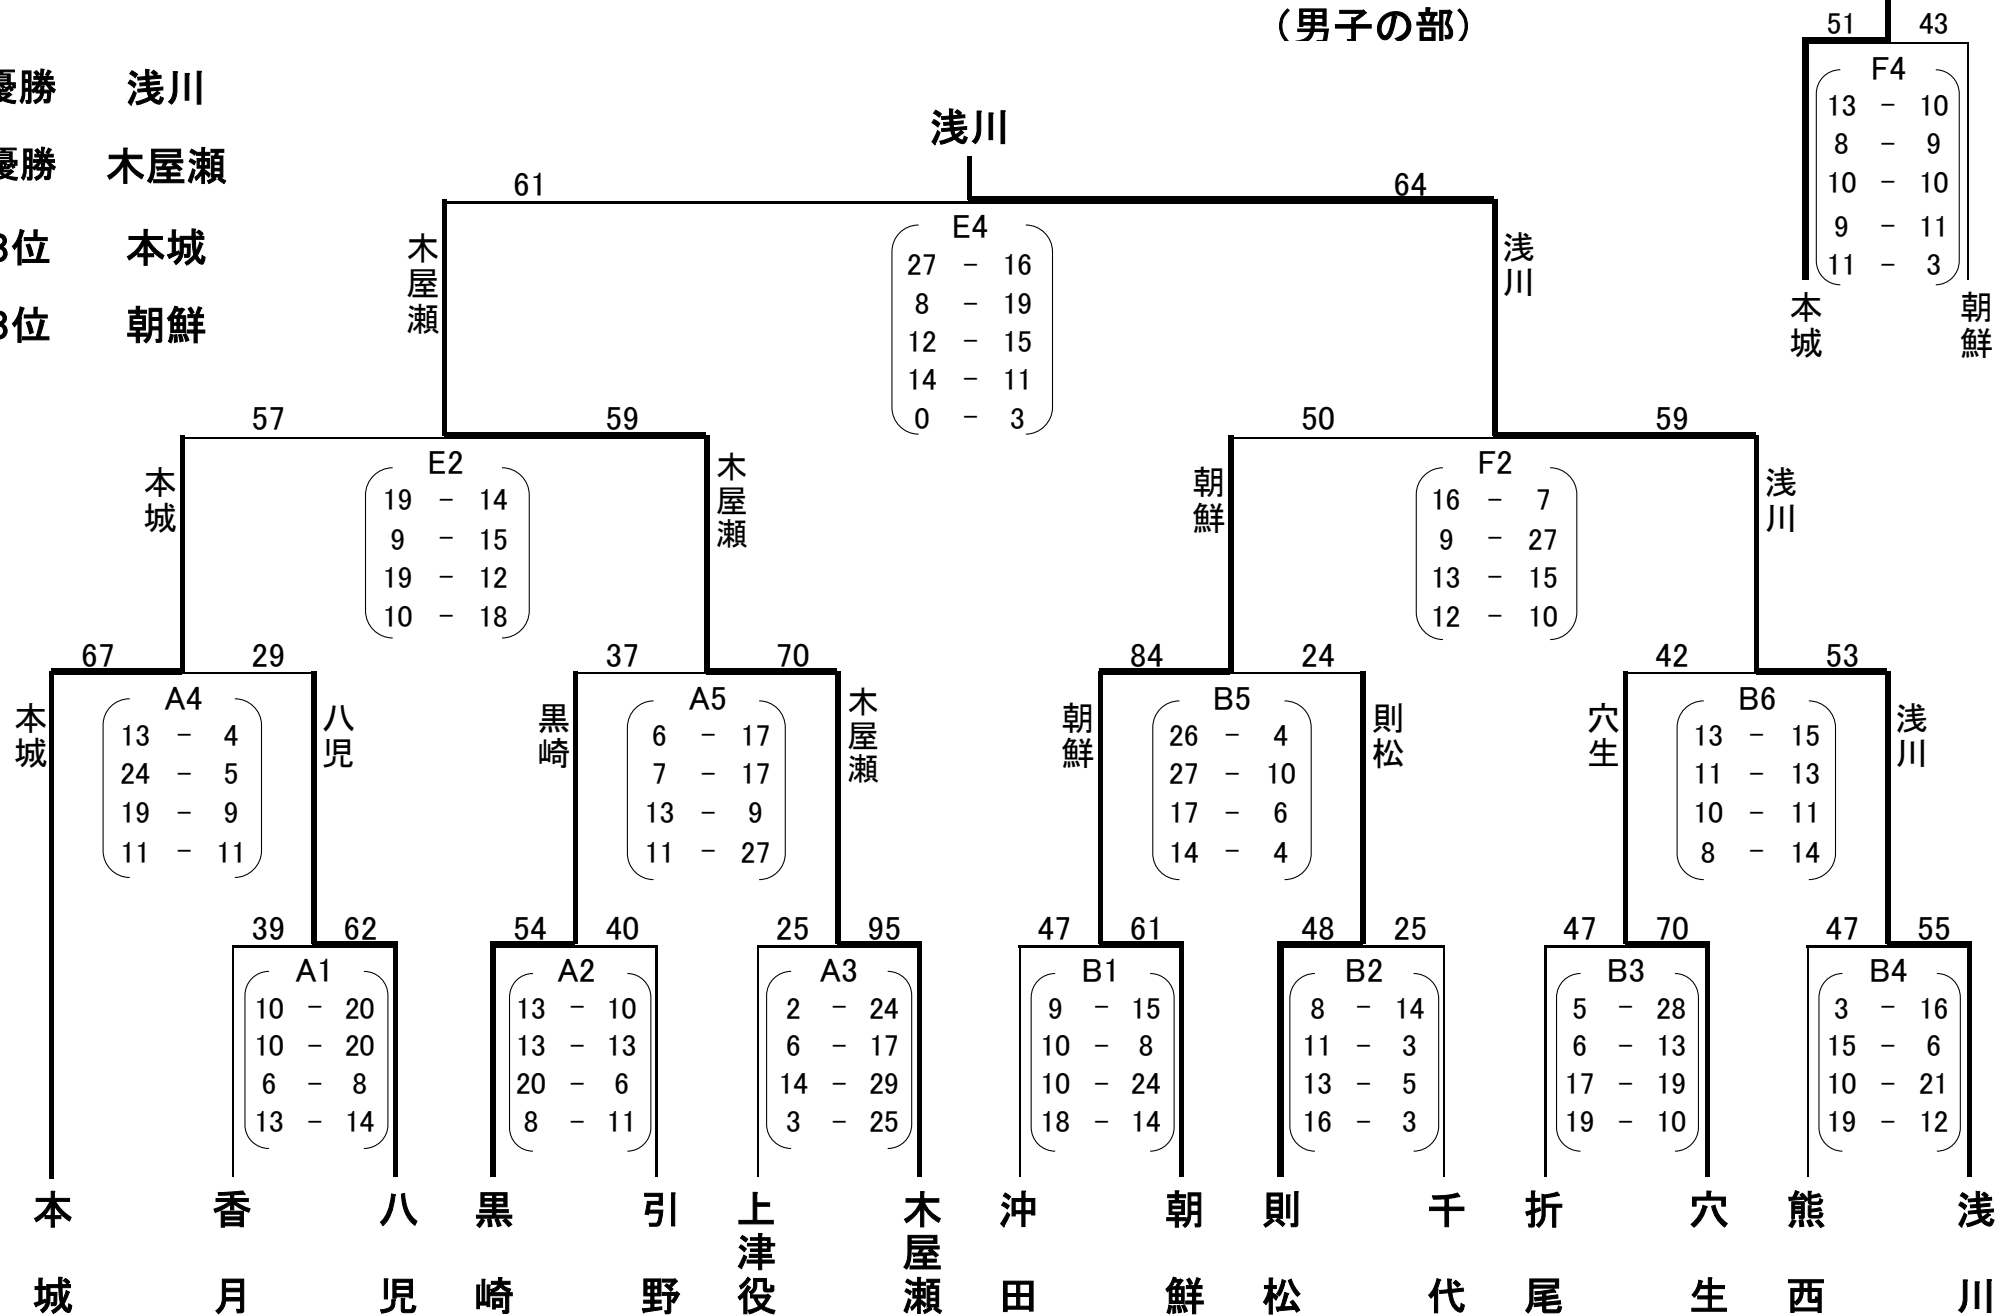 （男子の部）
優勝 浅川
優勝 木屋瀬
3位 本城
3位 朝鮮
51 43
F4
13 - 10
8 - 9
10 - 10
9 - 11
11 - 3
本城 朝鮮
浅川
61 64
木屋瀬 浅川
E4
27 - 16
8 - 19
12 - 15
14 - 11
0 - 3
57 59
本城 木屋瀬
E2
19 - 14
9 - 15
19 - 12
10 - 18
50 59
朝鮮 浅川
F2
16 - 7
9 - 27
13 - 15
12 - 10
67 29
本城 八児
A4
13 - 4
24 - 5
19 - 9
11 - 11
37 70
黒崎 木屋瀬
A5
6 - 17
7 - 17
13 - 9
11 - 27
84 24
朝鮮 則松
B5
26 - 4
27 - 10
17 - 6
14 - 4
42 53
穴生 浅川
B6
13 - 15
11 - 13
10 - 11
8 - 14
39 62
A1
10 - 20
10 - 20
6 - 8
13 - 14
54 40
A2
13 - 10
13 - 13
20 - 6
8 - 11
25 95
A3
2 - 24
6 - 17
14 - 29
3 - 25
47 61
B1
9 - 15
10 - 8
10 - 24
18 - 14
48 25
B2
8 - 14
11 - 3
13 - 5
16 - 3
47 70
B3
5 - 28
6 - 13
17 - 19
19 - 10
47 55
B4
3 - 16
15 - 6
10 - 21
19 - 12
本城 香月 八児 黒崎 引野 上津役 木屋瀬 沖田 朝鮮 則松 千代 折尾 穴生 熊西 浅川